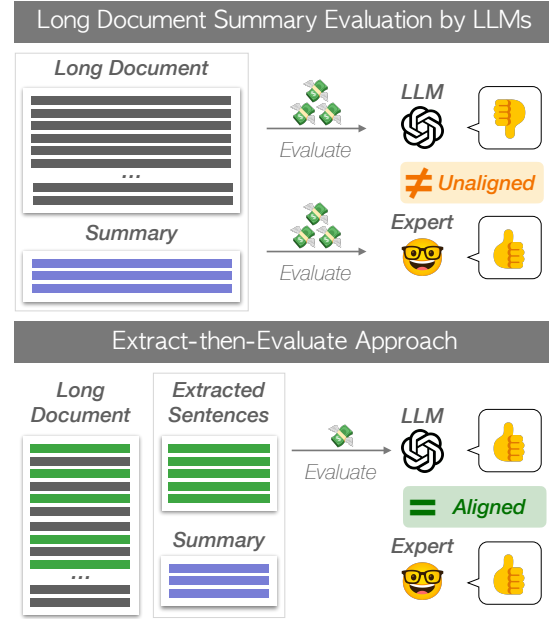 Long Document Summary Evaluation by LLMs
Long Document
...
Summary
Evaluate
Evaluate
LLM
≠ Unaligned
Expert
Extract-then-Evaluate Approach
Long
Document
...
Extracted
Sentences
Summary
Evaluate
LLM
= Aligned
Expert